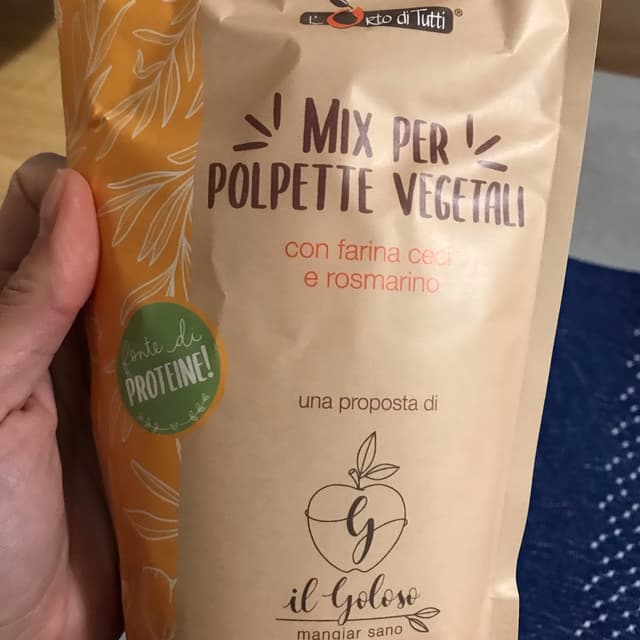 L'Orto di Tutti®
MIX PER
POLPETTE VEGETALI
con farina ceci
e rosmarino
fonte di
PROTEINE!
una proposta di
G
il Goloso
mangiar sano